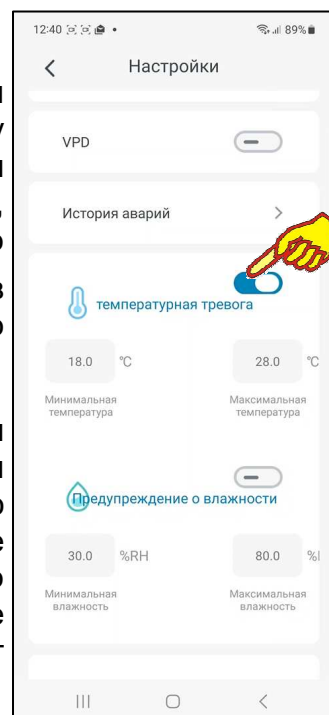 12:40
89%
Настройки
VPD
История аварий
температурная тревога
18.0 °C
28.0 °C
Минимальная температура
Максимальная температура
Предупреждение о влажности
30.0 %RH
80.0 %
Минимальная влажность
Максимальная влажность